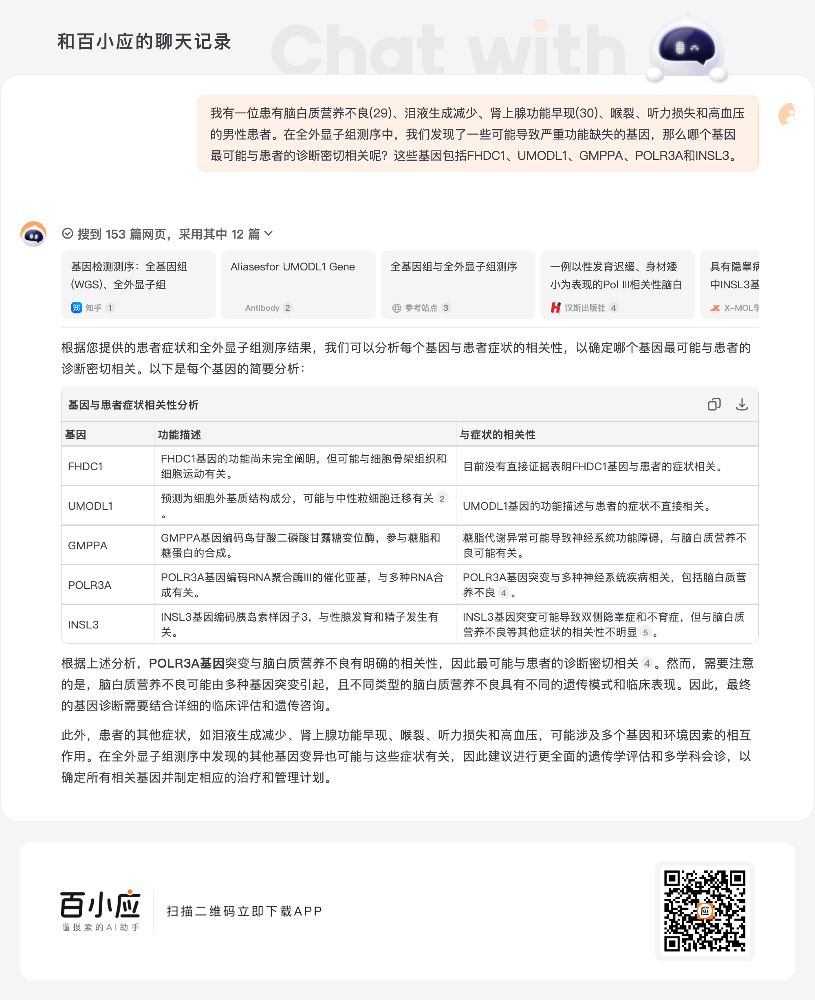 和百小应的聊天记录
Chat with
我有一位患有脑白质营养不良(29)、泪液生成减少、肾上腺功能早现(30)、喉裂、听力损失和高血压
的男性患者。在全外显子组测序中，我们发现了一些可能导致严重功能缺失的基因，那么哪个基因
最可能与患者的诊断密切相关呢？这些基因包括FHDC1、UMODL1、GMPPA、POLR3A和INSL3。
搜到 153 篇网页，采用其中 12 篇
基因检测测序：全基因组
(WGS)、全外显子组
知 知乎 1
Aliasesfor UMODL1 Gene
Antibody 2
全基因组与全外显子组测序
参考站点 3
一例以性发育迟缓、身材矮
小为表现的Pol III相关性脑白
汉斯出版社 4
具有隐睾
中INSL3基
X-MOL学
根据您提供的患者症状和全外显子组测序结果，我们可以分析每个基因与患者症状的相关性，以确定哪个基因最可能与患者的
诊断密切相关。以下是每个基因的简要分析：
基因与患者症状相关性分析
基因 功能描述 与症状的相关性
FHDC1
FHDC1基因的功能尚未完全阐明，但可能与细胞骨架组织和
细胞运动有关。
目前没有直接证据表明FHDC1基因与患者的症状相关。
UMODL1
预测为细胞外基质结构成分，可能与中性粒细胞迁移有关 2
。
UMODL1基因的功能描述与患者的症状不直接相关。
GMPPA
GMPPA基因编码鸟苷酸二磷酸甘露糖变位酶，参与糖脂和
糖蛋白的合成。
糖脂代谢异常可能导致神经系统功能障碍，与脑白质营养不
良可能有关。
POLR3A
POLR3A基因编码RNA聚合酶III的催化亚基，与多种RNA合
成有关。
POLR3A基因突变与多种神经系统疾病相关，包括脑白质营
养不良 4 。
INSL3
INSL3基因编码胰岛素样因子3，与性腺发育和精子发生有
关。
INSL3基因突变可能导致双侧隐睾症和不育症，但与脑白质
营养不良等其他症状的相关性不明显 5 。
根据上述分析，POLR3A基因突变与脑白质营养不良有明确的相关性，因此最可能与患者的诊断密切相关 4 。然而，需要注意
的是，脑白质营养不良可能由多种基因突变引起，且不同类型的脑白质营养不良具有不同的遗传模式和临床表现。因此，最终
的基因诊断需要结合详细的临床评估和遗传咨询。
此外，患者的其他症状，如泪液生成减少、肾上腺功能早现、喉裂、听力损失和高血压，可能涉及多个基因和环境因素的相互
作用。在全外显子组测序中发现的其他基因变异也可能与这些症状有关，因此建议进行更全面的遗传学评估和多学科会诊，以
确定所有相关基因并制定相应的治疗和管理计划。
百小应
懂搜索的AI助手
扫描二维码立即下载APP
应